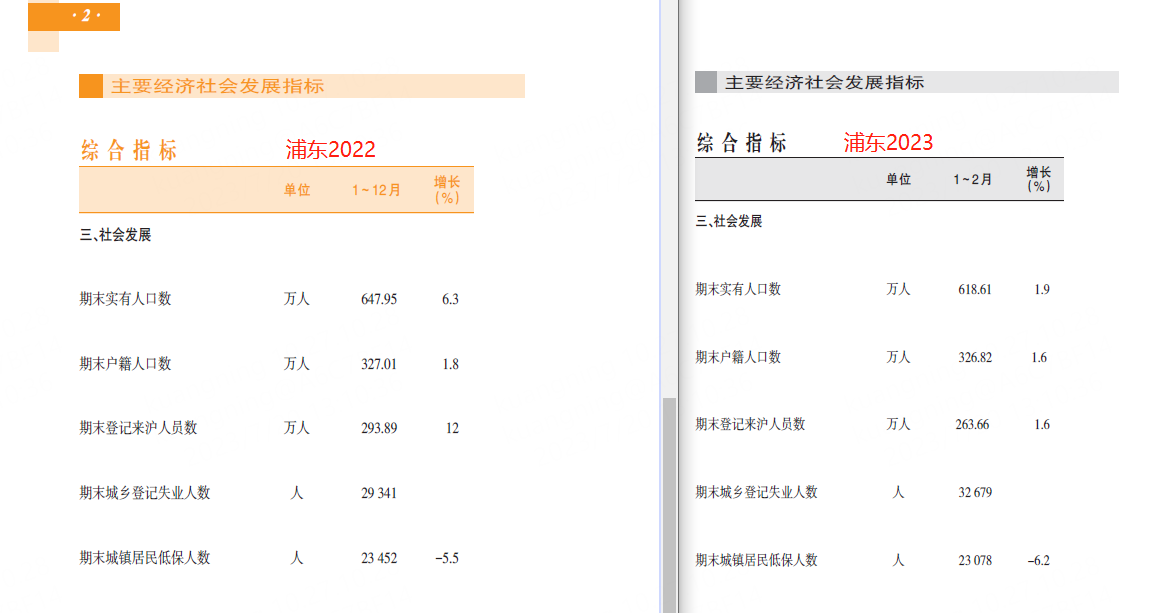 · 2 ·
主要经济社会发展指标
综合指标 浦东2022
单位 1~12月 增长(%)
三、社会发展
期末实有人口数 万人 647.95 6.3
期末户籍人口数 万人 327.01 1.8
期末登记来沪人员数 万人 293.89 12
期末城乡登记失业人数 人 29 341
期末城镇居民低保人数 人 23 452 -5.5
主要经济社会发展指标
综合指标 浦东2023
单位 1~2月 增长(%)
三、社会发展
期末实有人口数 万人 618.61 1.9
期末户籍人口数 万人 326.82 1.6
期末登记来沪人员数 万人 263.66 1.6
期末城乡登记失业人数 人 32 679
期末城镇居民低保人数 人 23 078 -6.2